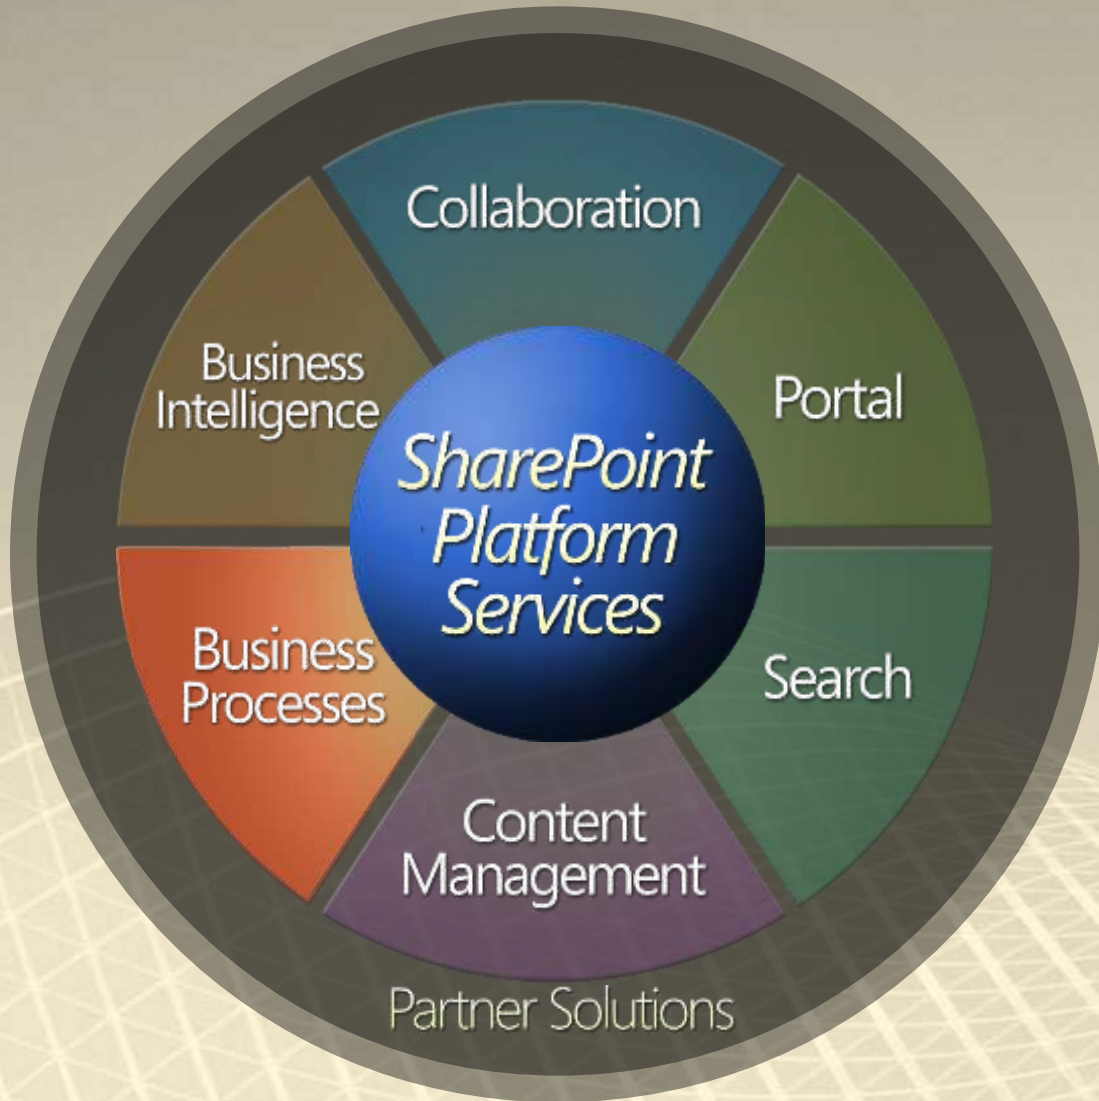 Collaboration
Business
Intelligence
Portal
SharePoint
Platform
Services
Business
Processes
Search
Content
Management
Partner Solutions